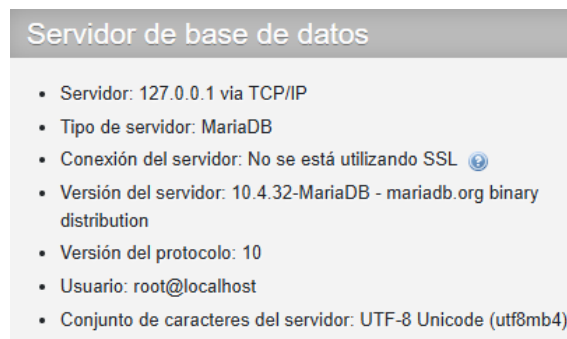 Servidor de base de datos
Servidor: 127.0.0.1 via TCP/IP
Tipo de servidor: MariaDB
Conexión del servidor: No se está utilizando SSL
Versión del servidor: 10.4.32-MariaDB - mariadb.org binary
distribution
Versión del protocolo: 10
Usuario: root@localhost
Conjunto de caracteres del servidor: UTF-8 Unicode (utf8mb4)